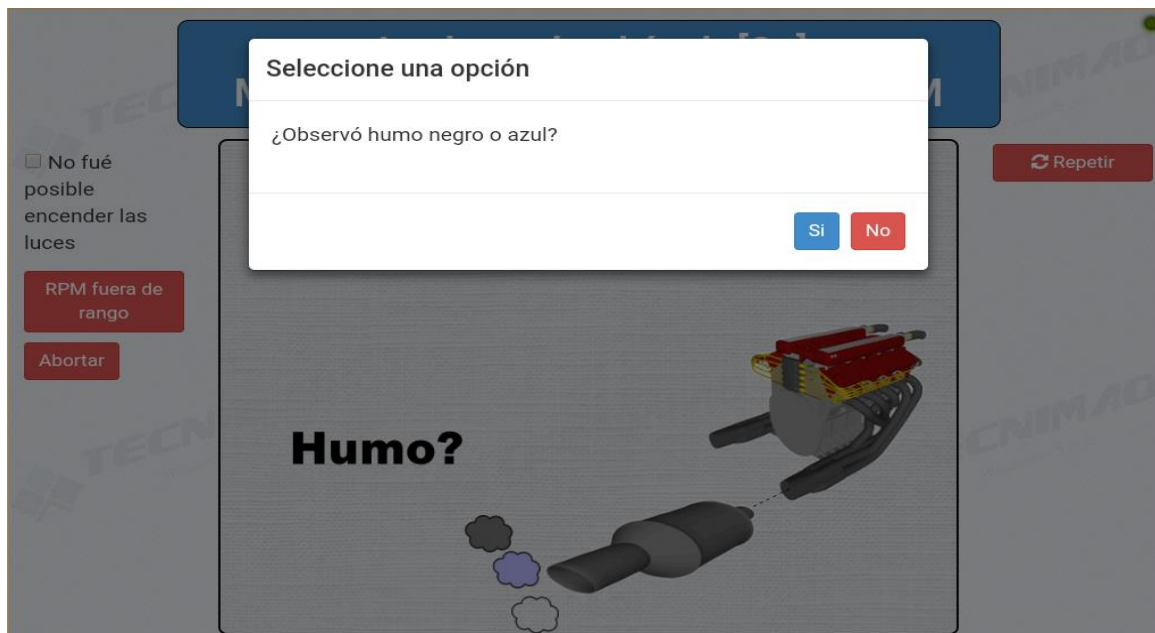 Seleccione una opción
¿Observó humo negro o azul?
Si
No
No fué
posible
encender las
luces
RPM fuera de
rango
Abortar
Repetir
Humo?